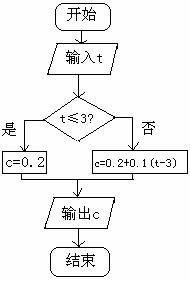 开始
输入t
t≤3?
是
否
c=0.2
c=0.2+0.1(t-3)
输出c
结束